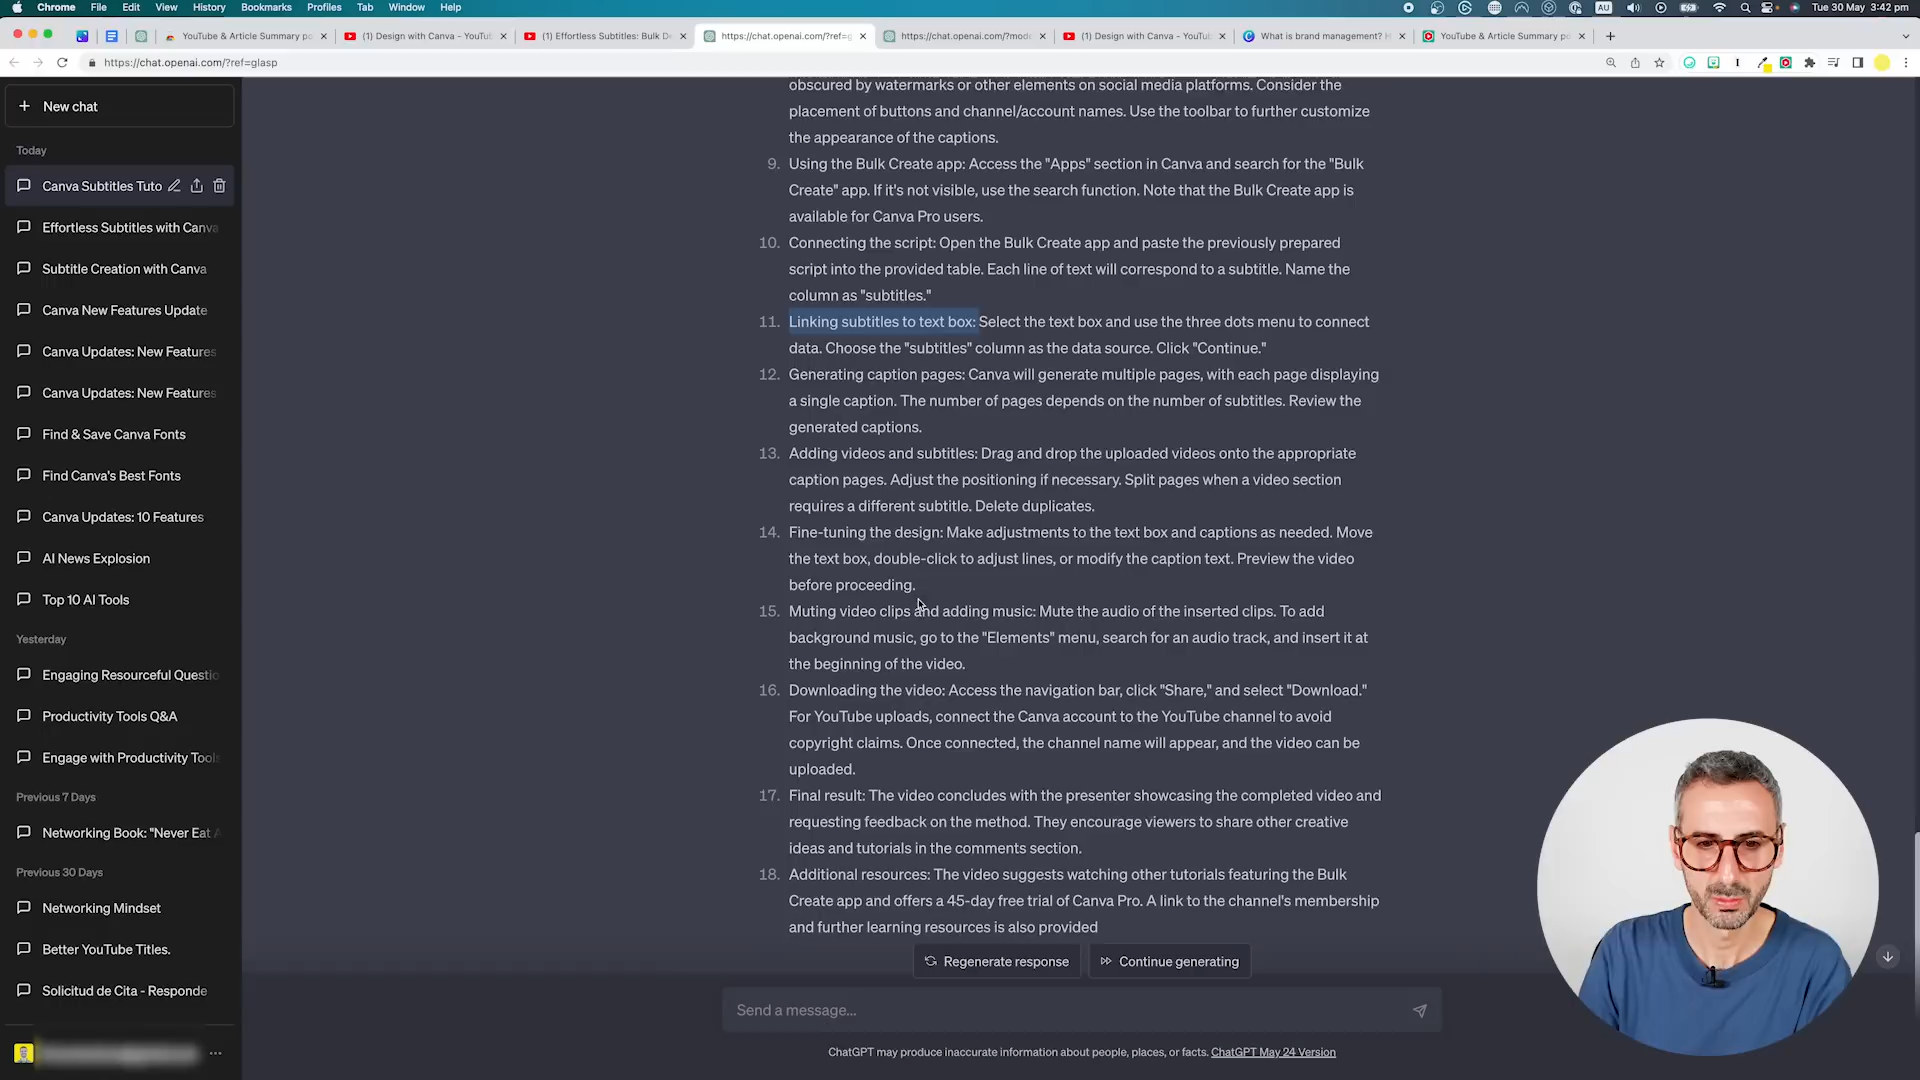 Chrome File Edit View History Bookmarks Profiles Tab Window Help
AU Tue 30 May 3:42 pm
YouTube & Article Summary po
(1) Design with Canva - YouTu
(1) Effortless Subtitles: Bulk D
https://chat.openai.com/?ref=g
https://chat.openai.com/?mod
(1) Design with Canva - YouTu
What is brand management? H
YouTube & Article Summary po
https://chat.openai.com/?ref=glasp
New chat
Today
Canva Subtitles Tuto
Effortless Subtitles with Canva
Subtitle Creation with Canva
Canva New Features Update
Canva Updates: New Features
Canva Updates: New Features
Find & Save Canva Fonts
Find Canva's Best Fonts
Canva Updates: 10 Features
AI News Explosion
Top 10 AI Tools
Yesterday
Engaging Resourceful Questio
Productivity Tools Q&A
Engage with Productivity Tool
Previous 7 Days
Networking Book: "Never Eat A
Previous 30 Days
Networking Mindset
Better YouTube Titles.
Solicitud de Cita - Responde
obscured by watermarks or other elements on social media platforms. Consider the
placement of buttons and channel/account names. Use the toolbar to further customize
the appearance of the captions.
9. Using the Bulk Create app: Access the "Apps" section in Canva and search for the "Bulk
Create" app. If it's not visible, use the search function. Note that the Bulk Create app is
available for Canva Pro users.
10. Connecting the script: Open the Bulk Create app and paste the previously prepared
script into the provided table. Each line of text will correspond to a subtitle. Name the
column as "subtitles."
11. Linking subtitles to text box: Select the text box and use the three dots menu to connect
data. Choose the "subtitles" column as the data source. Click "Continue."
12. Generating caption pages: Canva will generate multiple pages, with each page displaying
a single caption. The number of pages depends on the number of subtitles. Review the
generated captions.
13. Adding videos and subtitles: Drag and drop the uploaded videos onto the appropriate
caption pages. Adjust the positioning if necessary. Split pages when a video section
requires a different subtitle. Delete duplicates.
14. Fine-tuning the design: Make adjustments to the text box and captions as needed. Move
the text box, double-click to adjust lines, or modify the caption text. Preview the video
before proceeding.
15. Muting video clips and adding music: Mute the audio of the inserted clips. To add
background music, go to the "Elements" menu, search for an audio track, and insert it at
the beginning of the video.
16. Downloading the video: Access the navigation bar, click "Share," and select "Download."
For YouTube uploads, connect the Canva account to the YouTube channel to avoid
copyright claims. Once connected, the channel name will appear, and the video can be
uploaded.
17. Final result: The video concludes with the presenter showcasing the completed video and
requesting feedback on the method. They encourage viewers to share other creative
ideas and tutorials in the comments section.
18. Additional resources: The video suggests watching other tutorials featuring the Bulk
Create app and offers a 45-day free trial of Canva Pro. A link to the channel's membership
and further learning resources is also provided
Regenerate response
Continue generating
Send a message...
ChatGPT may produce inaccurate information about people, places, or facts. ChatGPT May 24 Version